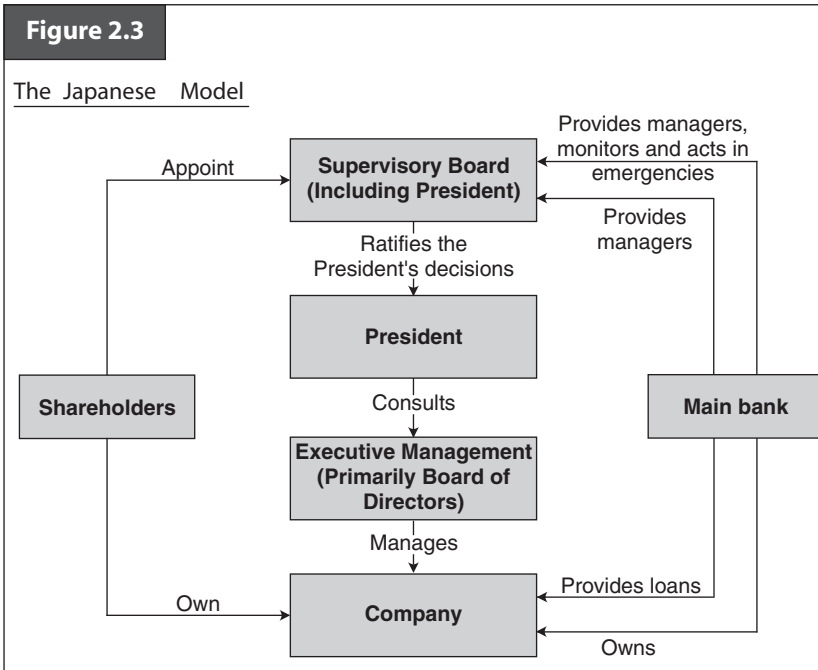 Figure 2.3
The Japanese Model
Provides managers,
monitors and acts in
emergencies
Appoint
Supervisory Board
(Including President)
Provides
managers
Ratifies the
President's decisions
President
Shareholders
Consults
Main bank
Executive Management
(Primarily Board of
Directors)
Manages
Provides loans
Own
Company
Owns